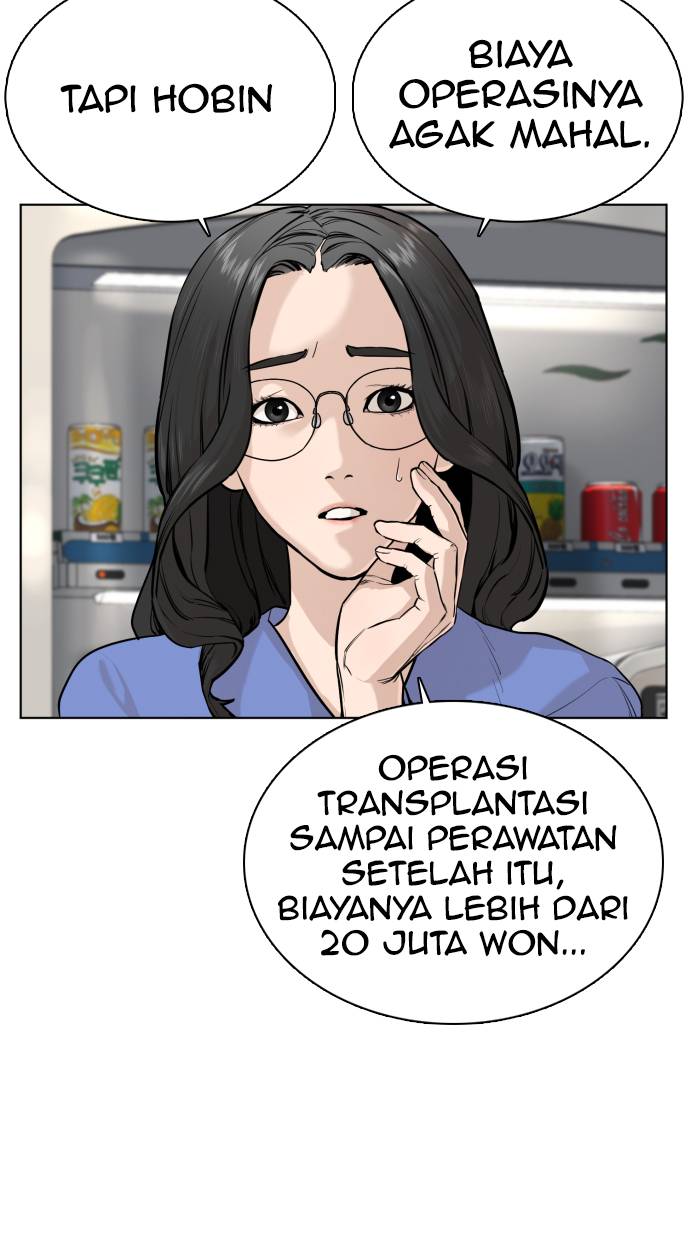 TAPI HOBIN
BIAYA
OPERASINYA
AGAK MAHAL.
OPERASI
TRANSPLANTASI
SAMPAI PERAWATAN
SETELAH ITU,
BIAYANYA LEBIH DARI
20 JUTA WON...